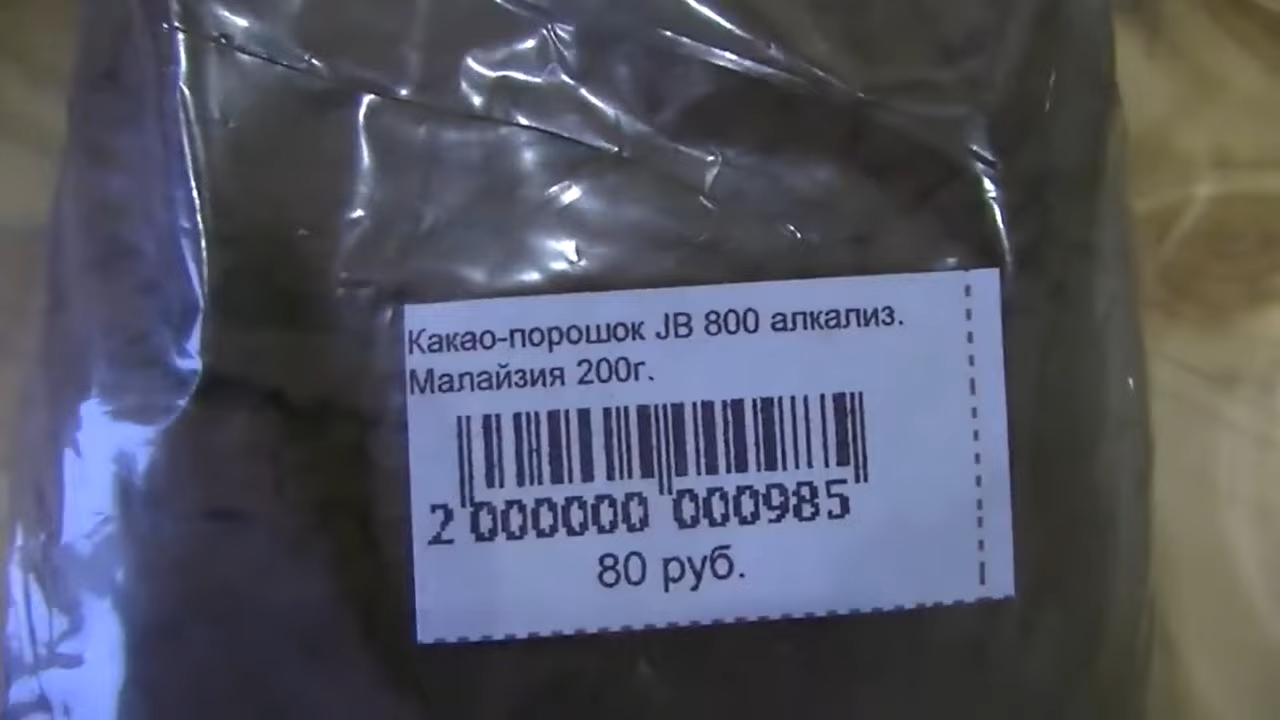 Какао-порошок JB 800 алкализ.
Малайзия 200г.
2 000000 000985
80 руб.